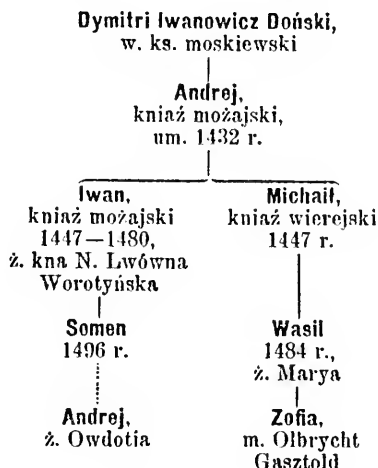 Dymitri Iwanowicz Doński,
w. ks. moskiewski
Andrej,
kniaź możajski,
um. 1432 r.
Iwan,
kniaź możajski
1447—1480,
ż. kna N. Lwówna
Worotyńska
Somen
1496 r.
Andrej,
ż. Owdotia
Michaił,
kniaź wierejski
1447 r.
Wasil
1484 r.,
ż. Marya
Zofia,
m. Olbrycht
Gasztold